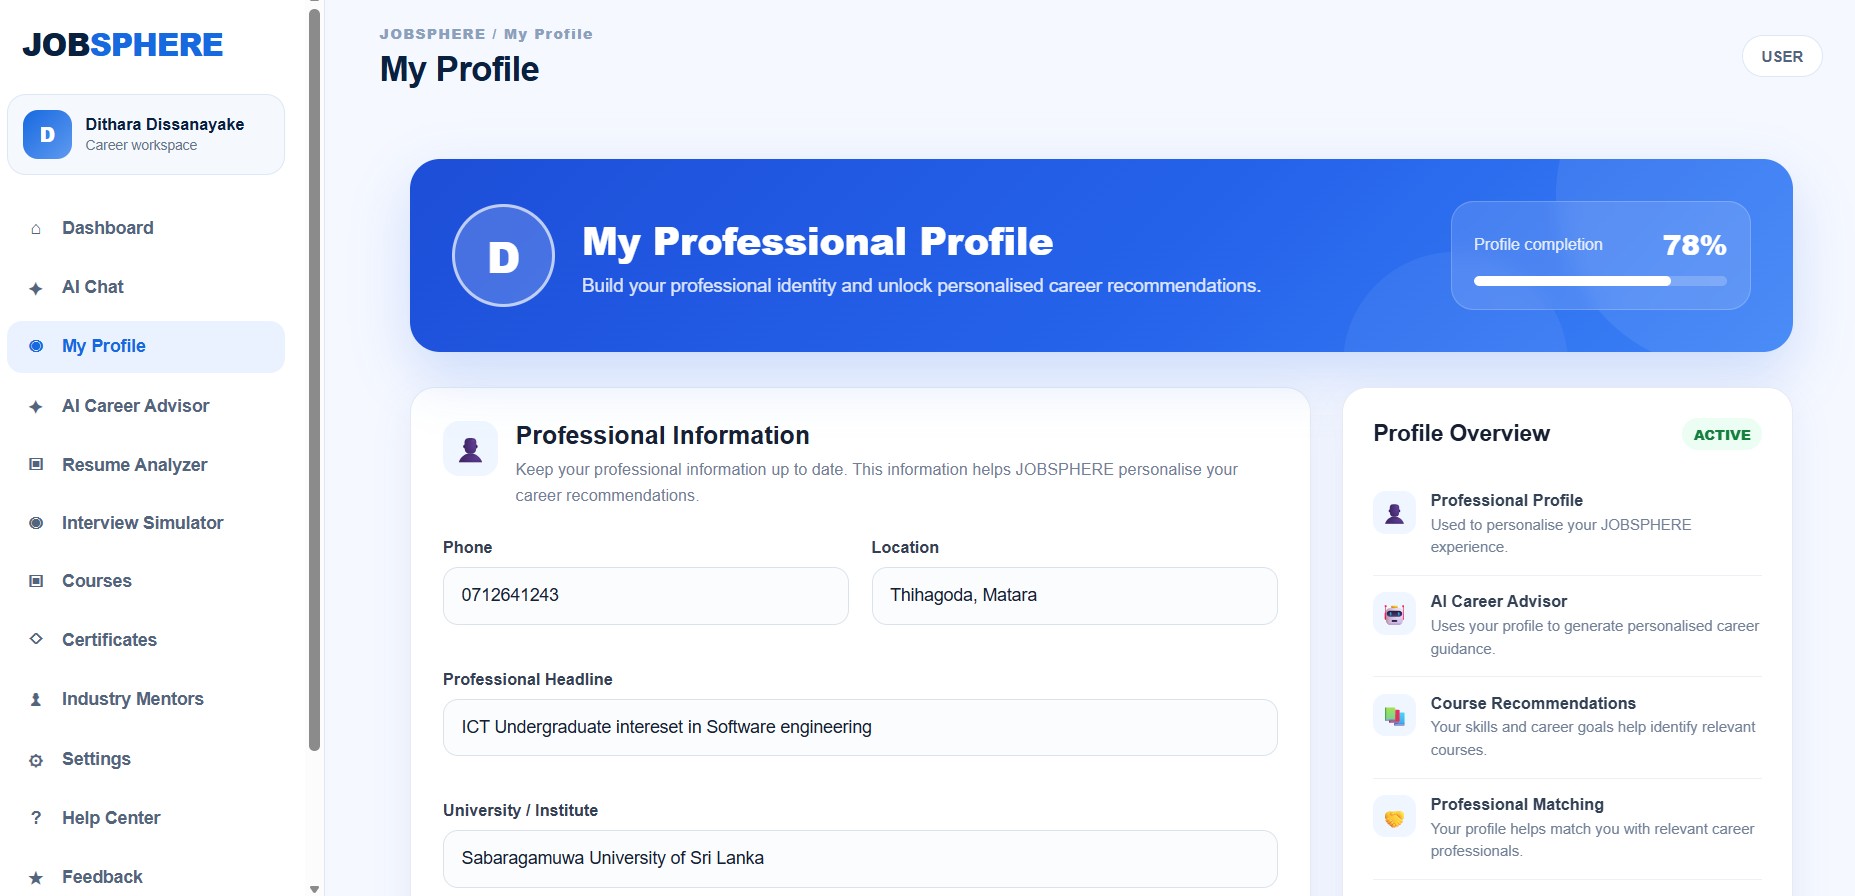 JOBSPHERE
D
Dithara Dissanayake
Career workspace
Dashboard
AI Chat
My Profile
AI Career Advisor
Resume Analyzer
Interview Simulator
Courses
Certificates
Industry Mentors
Settings
? Help Center
Feedback
JOBSPHERE / My Profile
My Profile
USER
D
My Professional Profile
Build your professional identity and unlock personalised career recommendations.
Profile completion 78%
Professional Information
Keep your professional information up to date. This information helps JOBSPHERE personalise your
career recommendations.
Phone
0712641243
Location
Thihagoda, Matara
Professional Headline
ICT Undergraduate intereset in Software engineering
University / Institute
Sabaragamuwa University of Sri Lanka
Profile Overview
ACTIVE
Professional Profile
Used to personalise your JOBSPHERE
experience.
AI Career Advisor
Uses your profile to generate personalised career
guidance.
Course Recommendations
Your skills and career goals help identify relevant
courses.
Professional Matching
Your profile helps match you with relevant career
professionals.